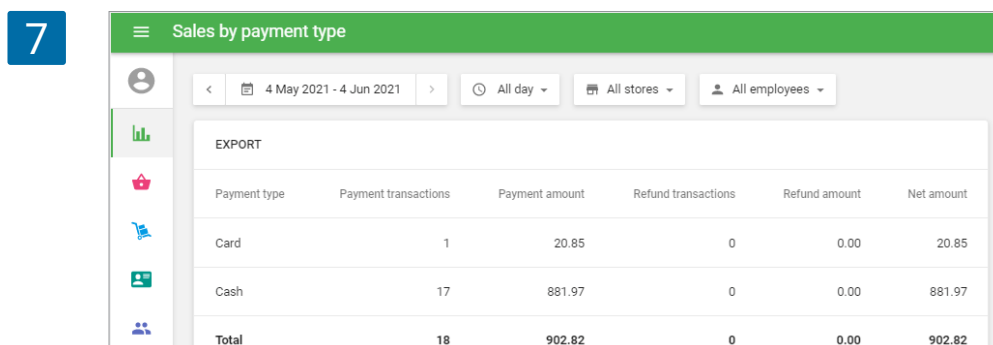 7
Sales by payment type
4 May 2021 - 4 Jun 2021 All day All stores All employees
EXPORT
Payment type Payment transactions Payment amount Refund transactions Refund amount Net amount
Card 1 20.85 0 0.00 20.85
Cash 17 881.97 0 0.00 881.97
Total 18 902.82 0 0.00 902.82